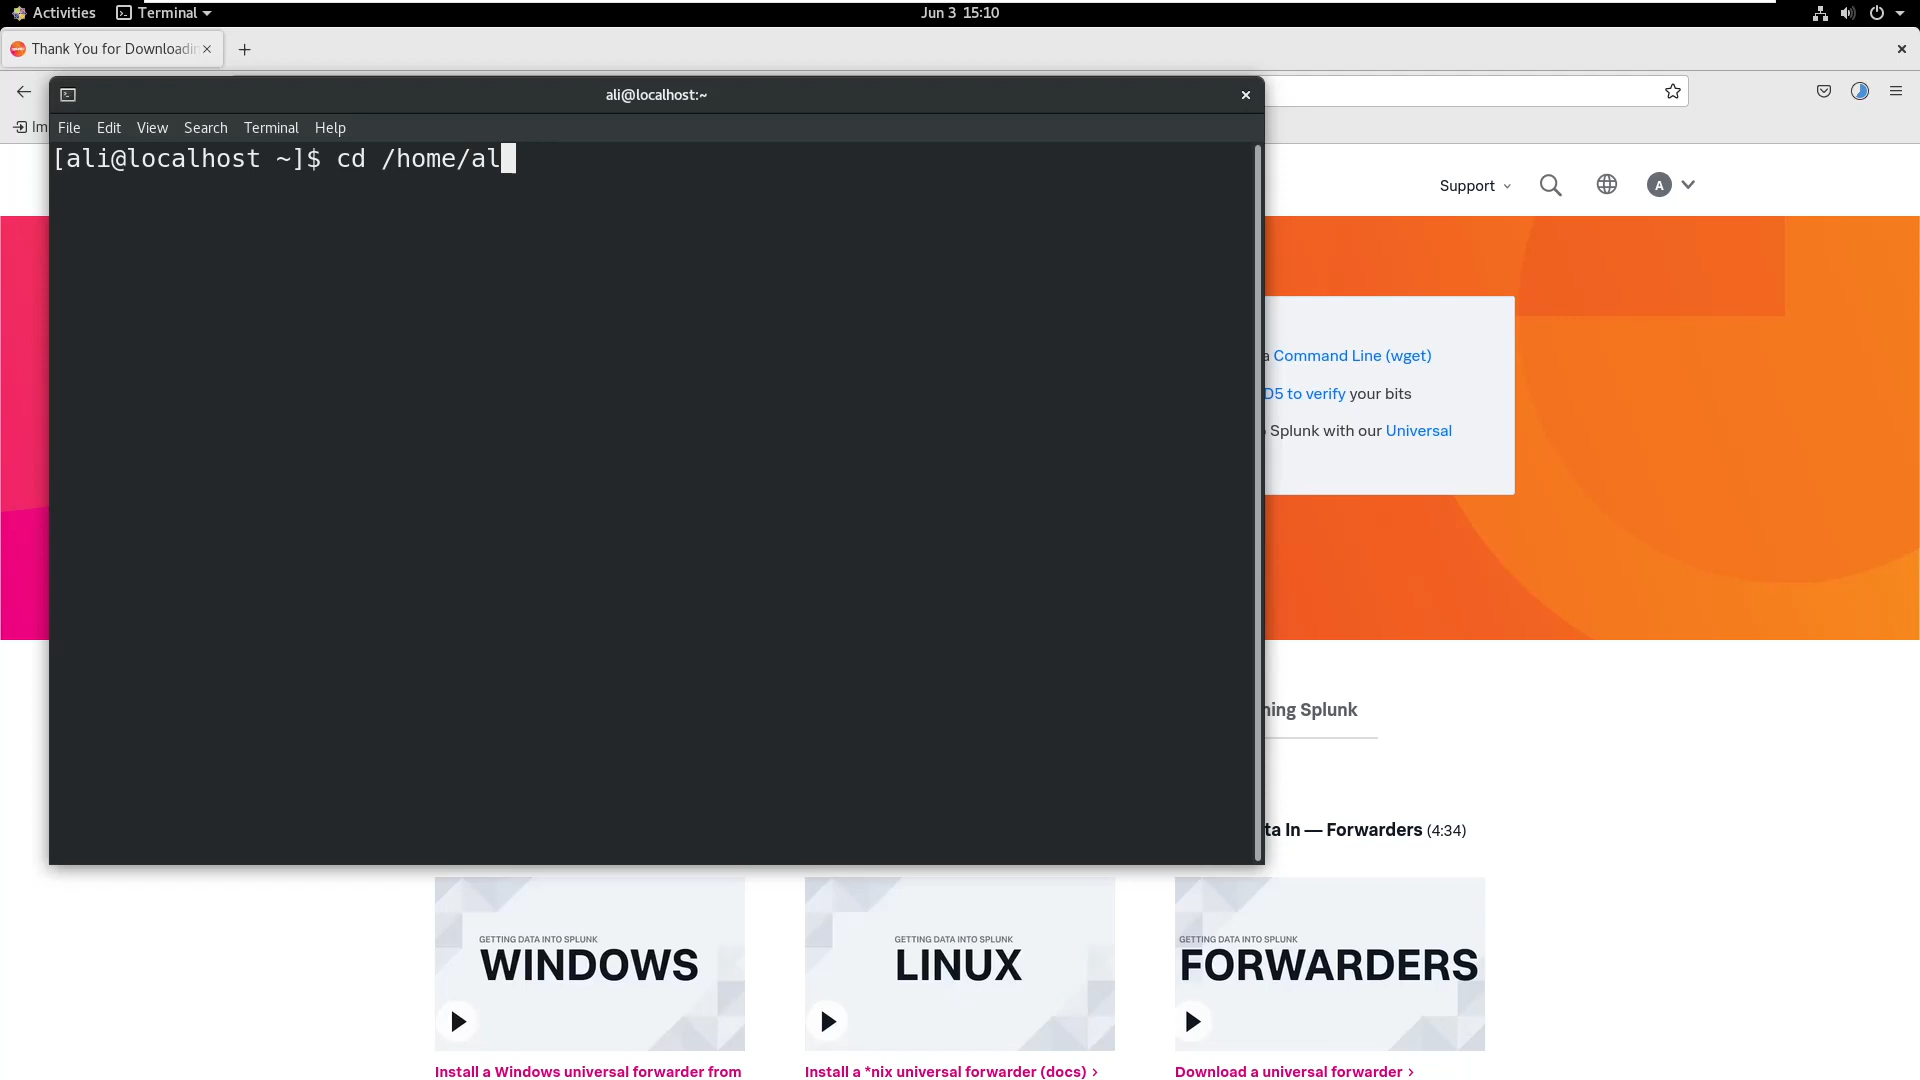 Activities Terminal Jun 3 15:10
Thank You for Downloadin
ali@localhost:~
Im
File Edit View Search Terminal Help
[ali@localhost ~]$ cd /home/al
Support A
a Command Line (wget)
D5 to verify your bits
Splunk with our Universal
ning Splunk
ta In — Forwarders (4:34)
GETTING DATA INTO SPLUNK
WINDOWS
GETTING DATA INTO SPLUNK
LINUX
GETTING DATA INTO SPLUNK
FORWARDERS
Install a Windows universal forwarder from
Install a *nix universal forwarder (docs) ›
Download a universal forwarder ›